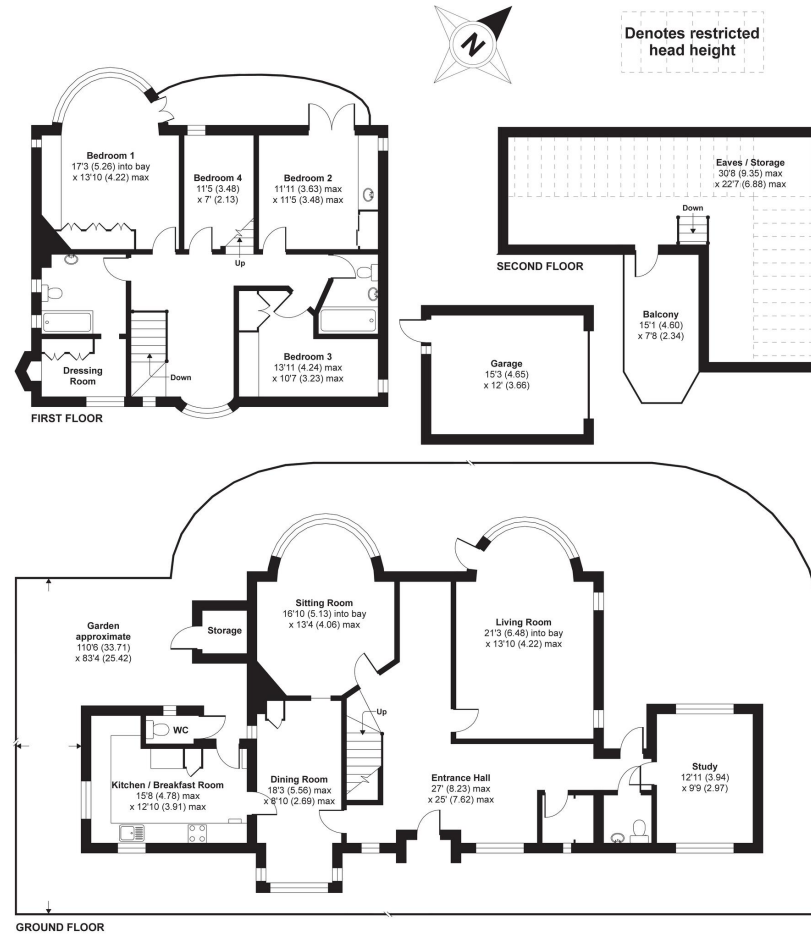 N
Denotes restricted
head height
Bedroom 1
17'3 (5.26) into bay
x 13'10 (4.22) max
Bedroom 4
11'5 (3.48)
x 7' (2.13)
Bedroom 2
11'11 (3.63) max
x 11'5 (3.48) max
Up
Bedroom 3
13'11 (4.24) max
x 10'7 (3.23) max
Dressing
Room
Down
FIRST FLOOR
Eaves / Storage
30'8 (9.35) max
x 22'7 (6.88) max
Down
SECOND FLOOR
Balcony
15'1 (4.60)
x 7'8 (2.34)
Garage
15'3 (4.65)
x 12' (3.66)
Garden
approximate
110'6 (33.71)
x 83'4 (25.42)
Storage
Sitting Room
16'10 (5.13) into bay
x 13'4 (4.06) max
Living Room
21'3 (6.48) into bay
x 13'10 (4.22) max
WC
Up
Kitchen / Breakfast Room
15'8 (4.78) max
x 12'10 (3.91) max
Dining Room
18'3 (5.56) max
x 8'10 (2.69) max
Entrance Hall
27' (8.23) max
x 25' (7.62) max
Study
12'11 (3.94)
x 9'9 (2.97)
GROUND FLOOR